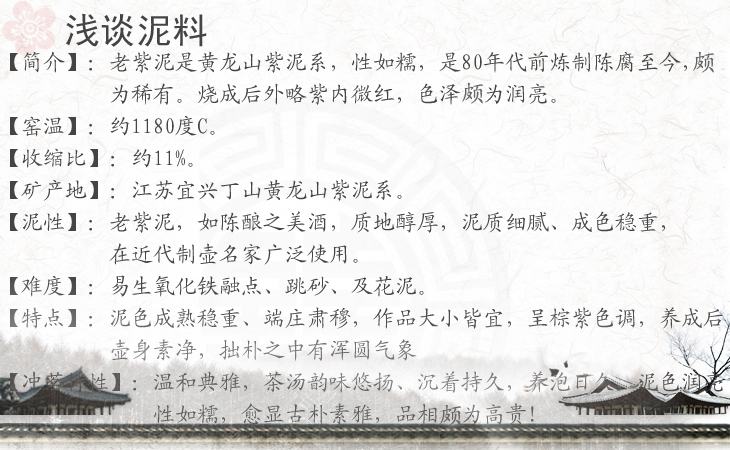 浅谈泥料
【简介】：老紫泥是黄龙山紫泥系，性如糯，是80年代前炼制陈腐至今，颇
为稀有。烧成后外略紫内微红，色泽颇为润亮。
【窑温】：约1180度C。
【收缩比】：约11%。
【矿产地】：江苏宜兴丁山黄龙山紫泥系。
【泥性】：老紫泥，如陈酿之美酒，质地醇厚，泥质细腻、成色稳重，
在近代制壶名家广泛使用。
【难度】：易生氧化铁融点、跳砂、及花泥。
【特点】：泥色成熟稳重、端庄肃穆，作品大小皆宜，呈棕紫色调，养成后
壶身素净，拙朴之中有浑圆气象
【冲 性】：温和典雅，茶汤韵味悠扬、沉着持久，养泡日久，泥色润亮
性如糯，愈显古朴素雅，品相颇为高贵！